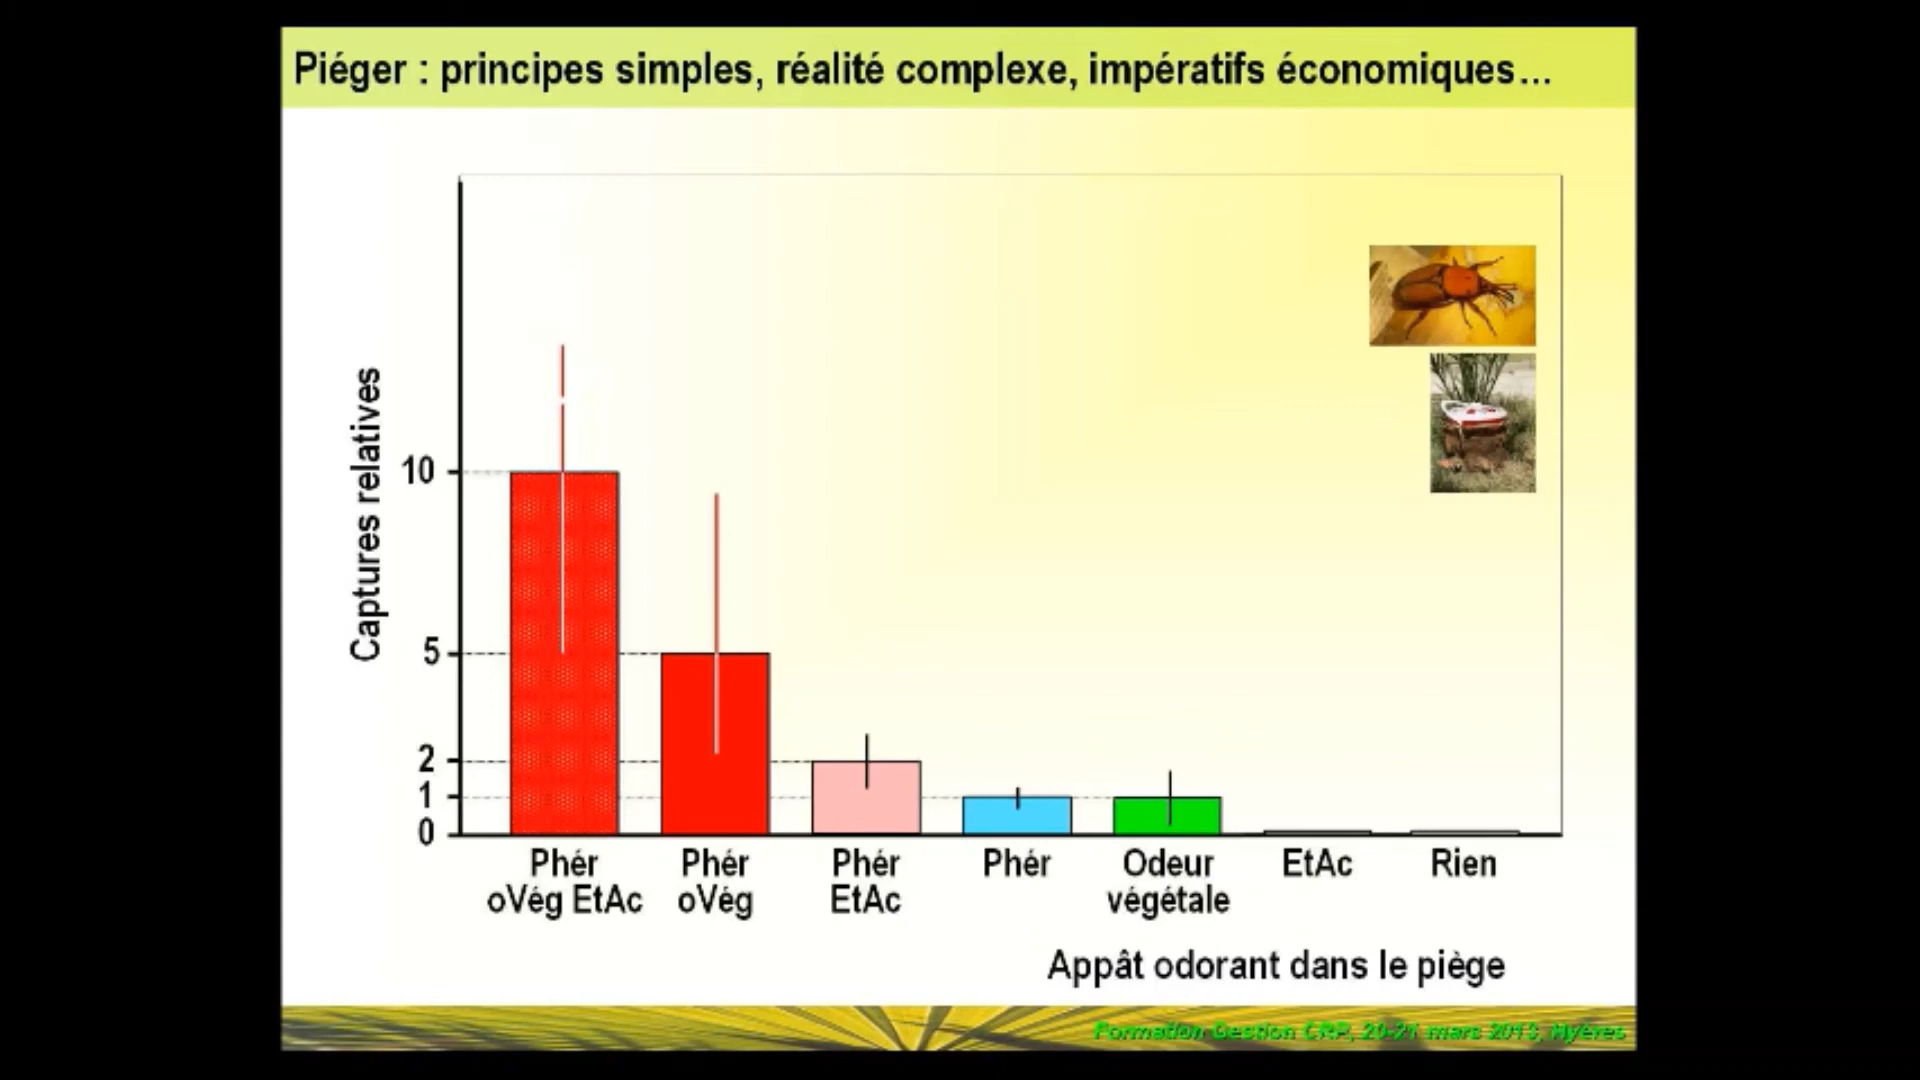 Piéger : principes simples, réalité complexe, impératifs économiques...
Captures relatives
10
5
2
1
0
Phér
oVég EtAc
Phér
oVég
Phér
EtAc
Phér
Odeur
végétale
EtAc
Rien
Appât odorant dans le piège
Formation Gestion CRP, 20-21 mars 2013, Hyères